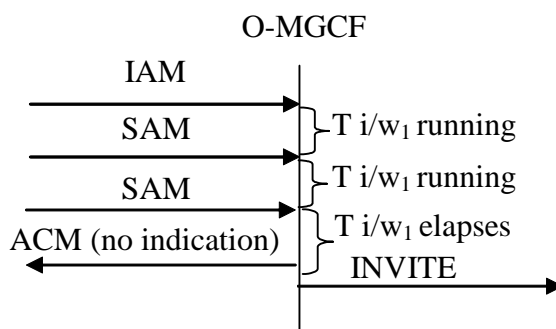 O-MGCF
IAM
T i/w₁ running
SAM
T i/w₁ running
SAM
T i/w₁ elapses
ACM (no indication)
INVITE